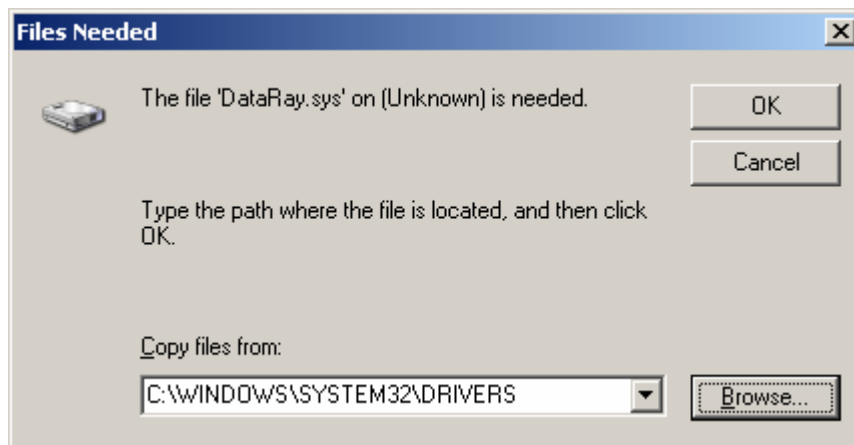 Files Needed
The file 'DataRay.sys' on (Unknown) is needed.
OK
Cancel
Type the path where the file is located, and then click
OK.
Copy files from:
C:\WINDOWS\SYSTEM32\DRIVERS
Browse...